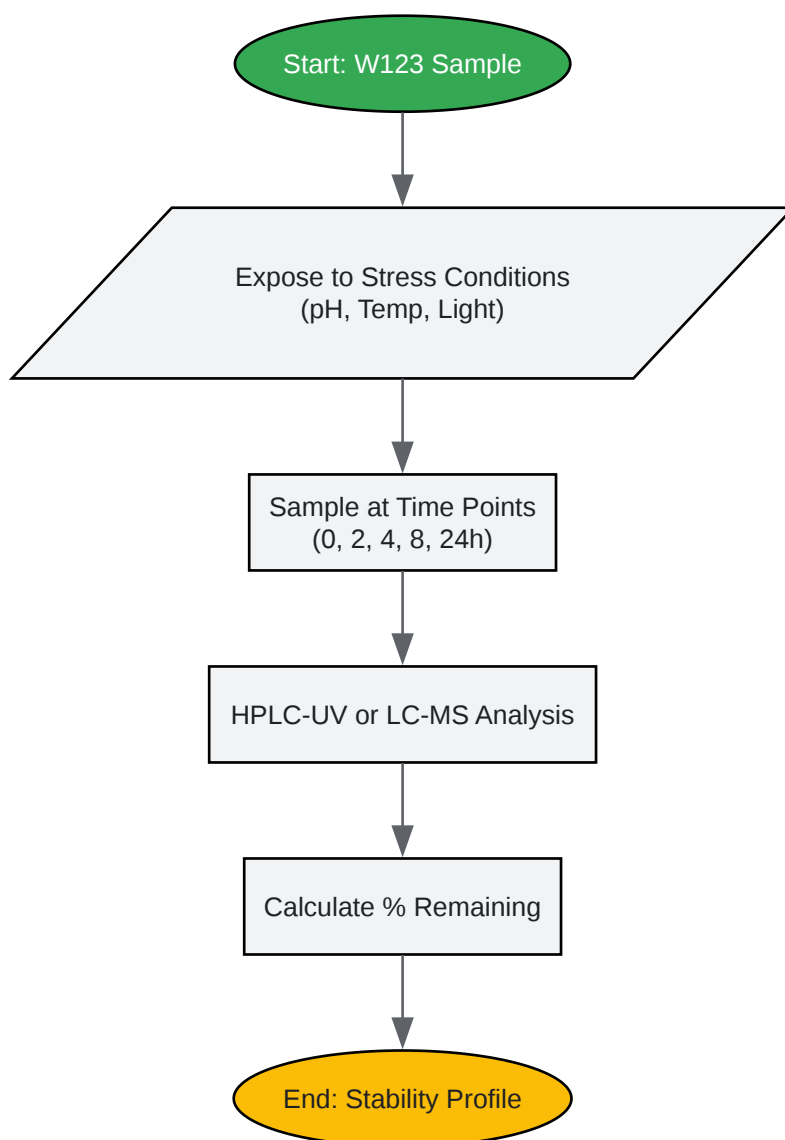 Start: W123 Sample
Expose to Stress Conditions
(pH, Temp, Light)
Sample at Time Points
(0, 2, 4, 8, 24h)
HPLC-UV or LC-MS Analysis
Calculate % Remaining
End: Stability Profile